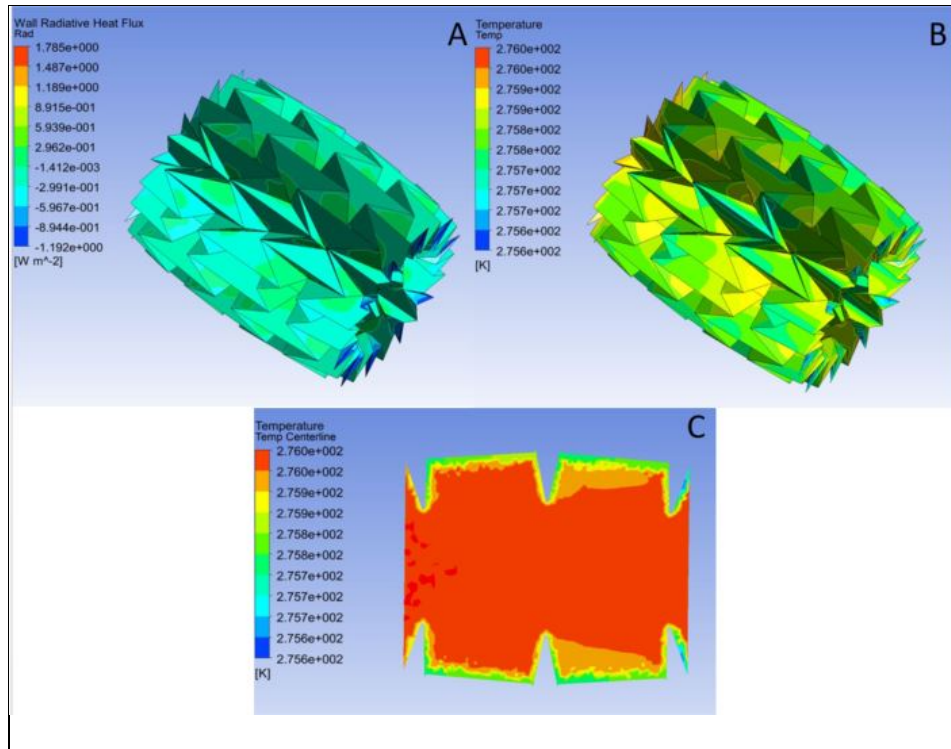 Wall Radiative Heat Flux
Rad
1.785e+000
1.487e+000
1.189e+000
8.915e-001
5.939e-001
2.962e-001
-1.412e-003
-2.991e-001
-5.967e-001
-8.944e-001
-1.192e+000
[W m^-2]
A
Temperature
Temp
2.760e+002
2.760e+002
2.759e+002
2.759e+002
2.758e+002
2.758e+002
2.757e+002
2.757e+002
2.757e+002
2.756e+002
2.756e+002
[K]
B
Temperature
Temp Centerline
2.760e+002
2.760e+002
2.759e+002
2.759e+002
2.758e+002
2.758e+002
2.757e+002
2.757e+002
2.756e+002
2.756e+002
[K]
C